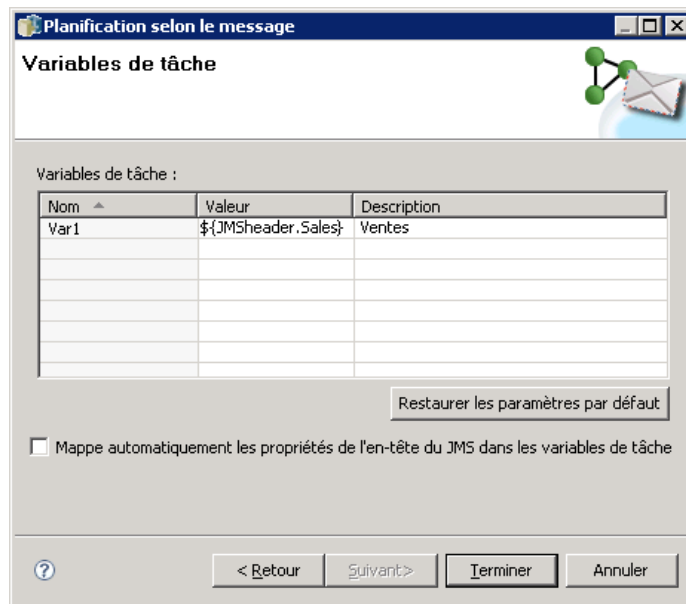 Planification selon le message
Variables de tâche
Variables de tâche :
Nom Valeur Description
Var1 ${JMSheader.Sales} Ventes
Restaurer les paramètres par défaut
Mappe automatiquement les propriétés de l'en-tête du JMS dans les variables de tâche
? < Retour Suivant> Terminer Annuler